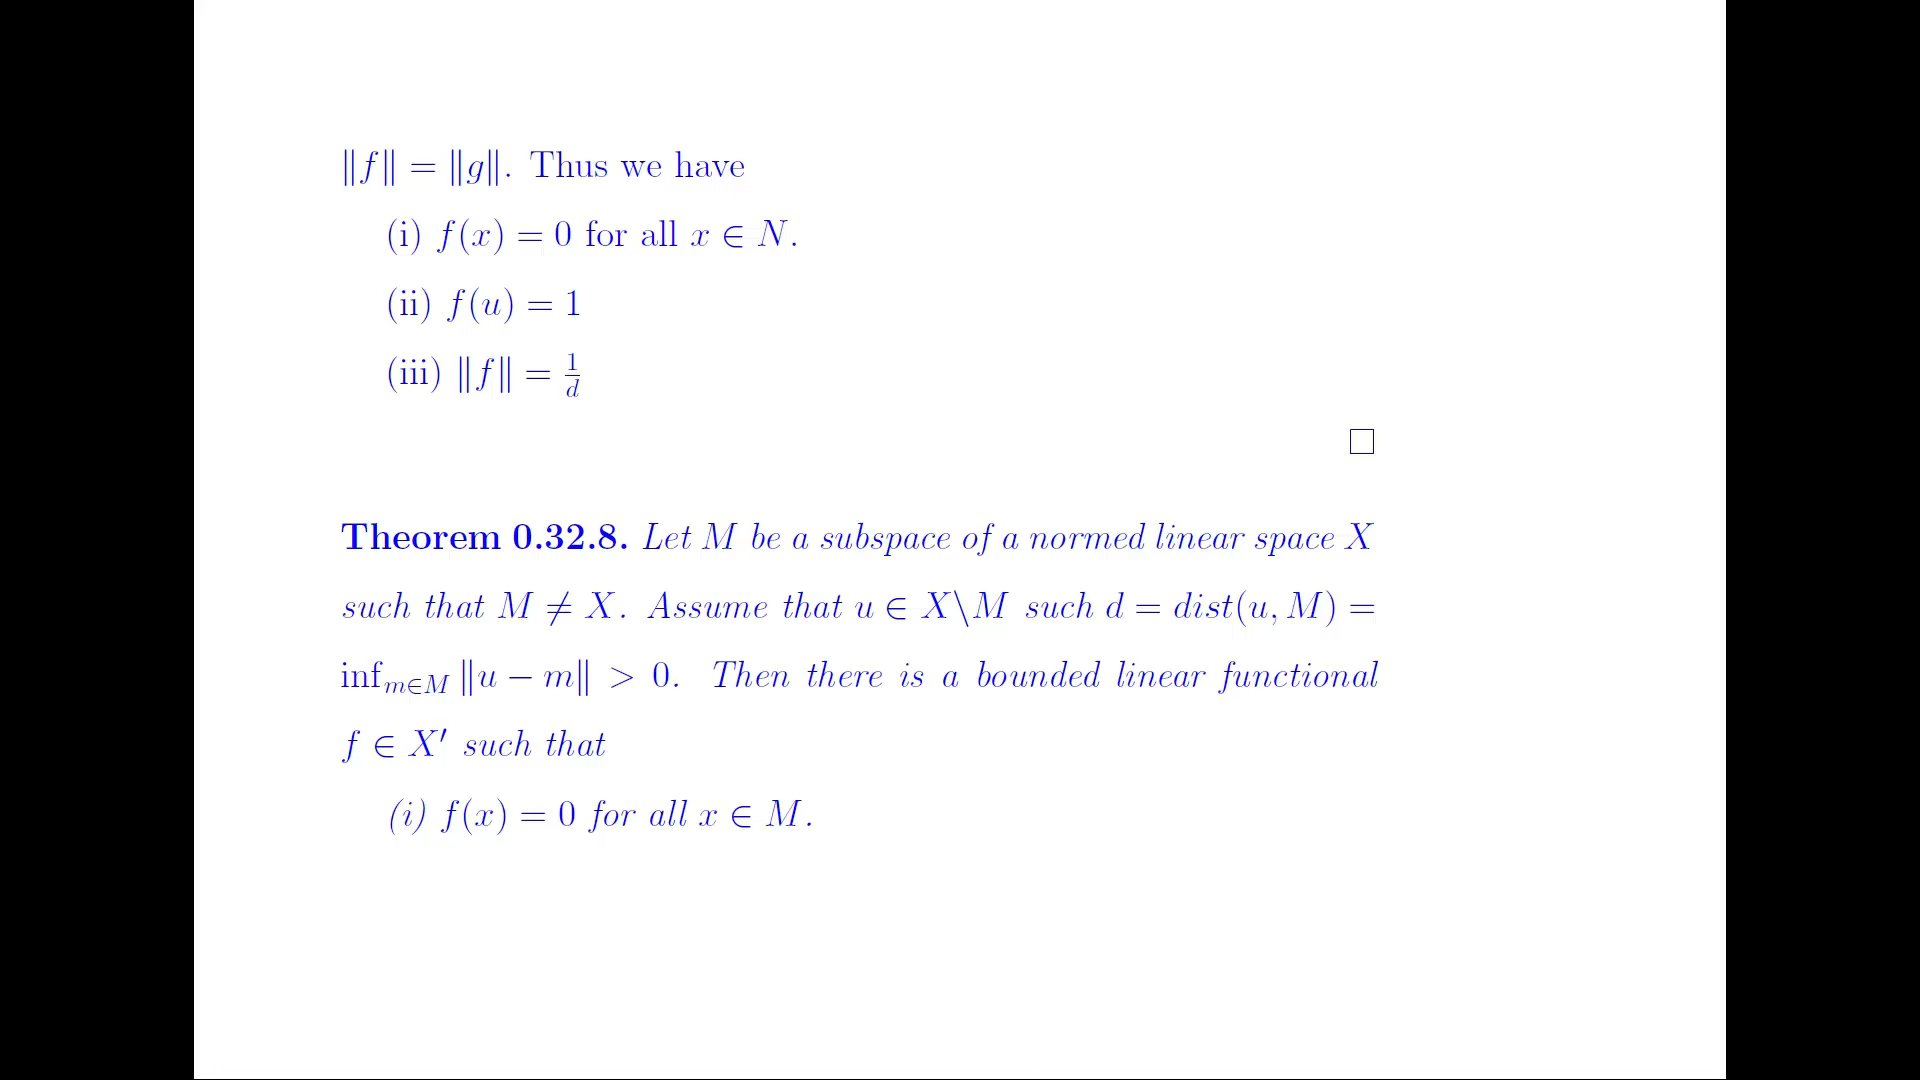 ‖f‖ = ‖g‖. Thus we have
(i) f(x) = 0 for all x ∈ N.
(ii) f(u) = 1
(iii) ‖f‖ = 1/d
□
Theorem 0.32.8. Let M be a subspace of a normed linear space X
such that M ≠ X. Assume that u ∈ X\M such d = dist(u, M) =
inf_{m∈M} ‖u − m‖ > 0. Then there is a bounded linear functional
f ∈ X′ such that
(i) f(x) = 0 for all x ∈ M.